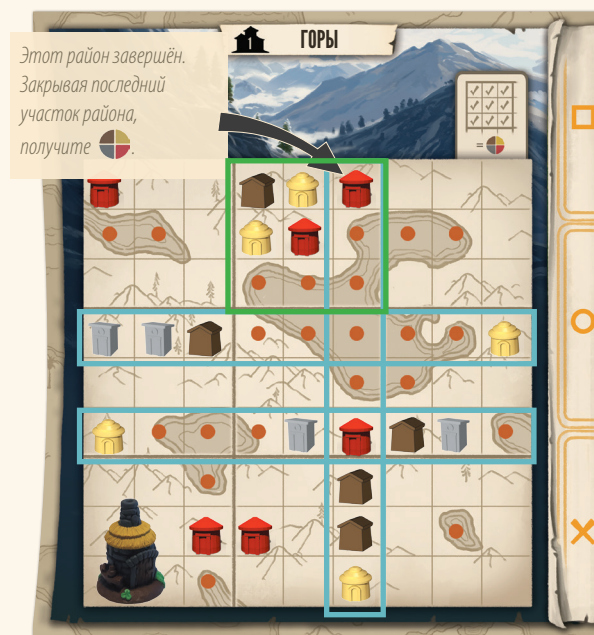 1
ГОРЫ
Этот район завершён.
Закрывая последний
участок района,
получите .
=